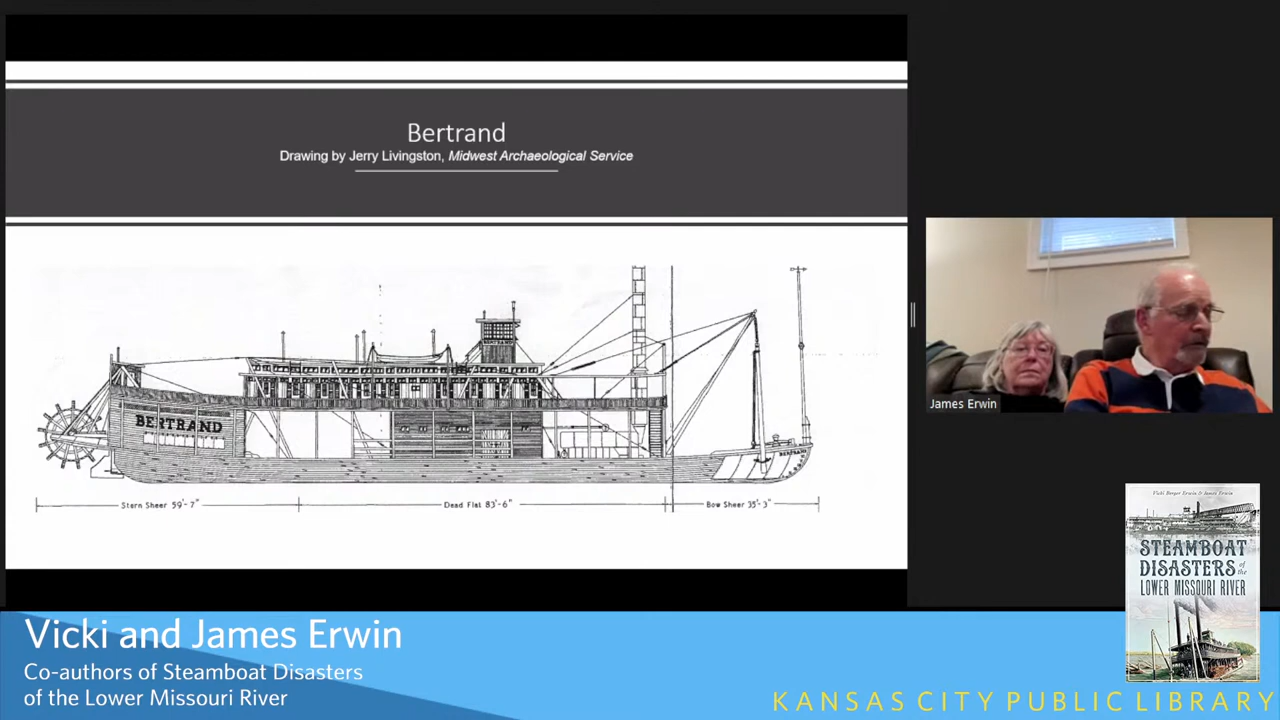 Bertrand
Drawing by Jerry Livingston, Midwest Archaeological Service
BERTRAND
BERTRAND
BERTRAND
Stern Sheer 59'-7"
Dead Flat 83'-6"
Bow Sheer 35'-3"
James Erwin
Vicki Berger Erwin & James Erwin
STEAMBOAT
DISASTERS
of the
LOWER MISSOURI RIVER
Vicki and James Erwin
Co-authors of Steamboat Disasters
of the Lower Missouri River
KANSAS CITY PUBLIC LIBRARY